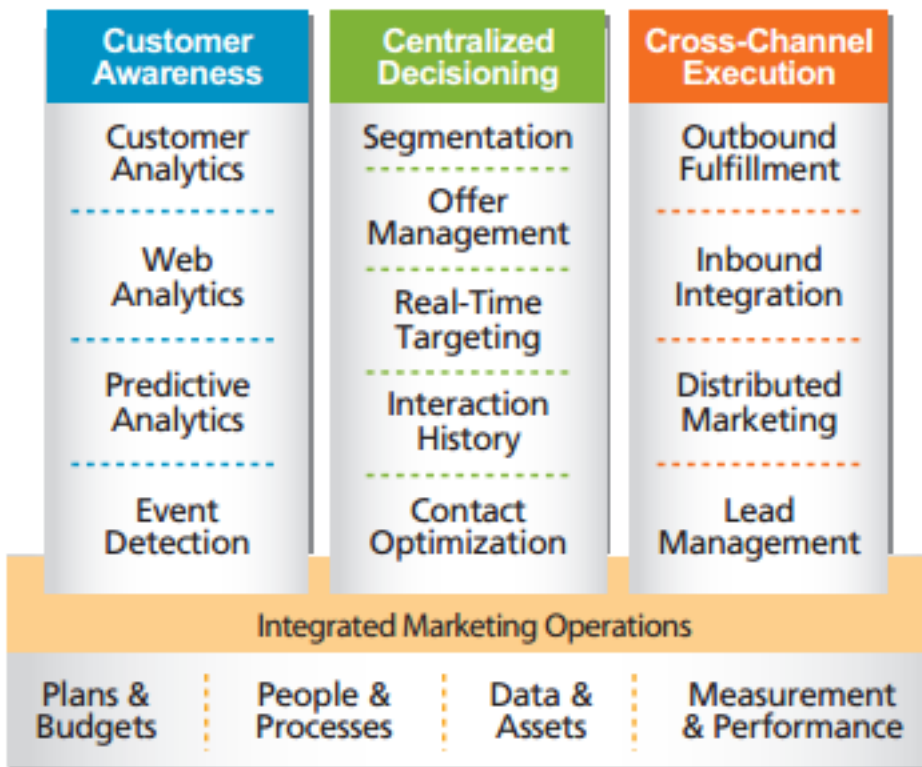 Customer
Awareness
Customer
Analytics
Web
Analytics
Predictive
Analytics
Event
Detection
Centralized
Decisioning
Segmentation
Offer
Management
Real-Time
Targeting
Interaction
History
Contact
Optimization
Cross-Channel
Execution
Outbound
Fulfillment
Inbound
Integration
Distributed
Marketing
Lead
Management
Integrated Marketing Operations
Plans &
Budgets
People &
Processes
Data &
Assets
Measurement
& Performance